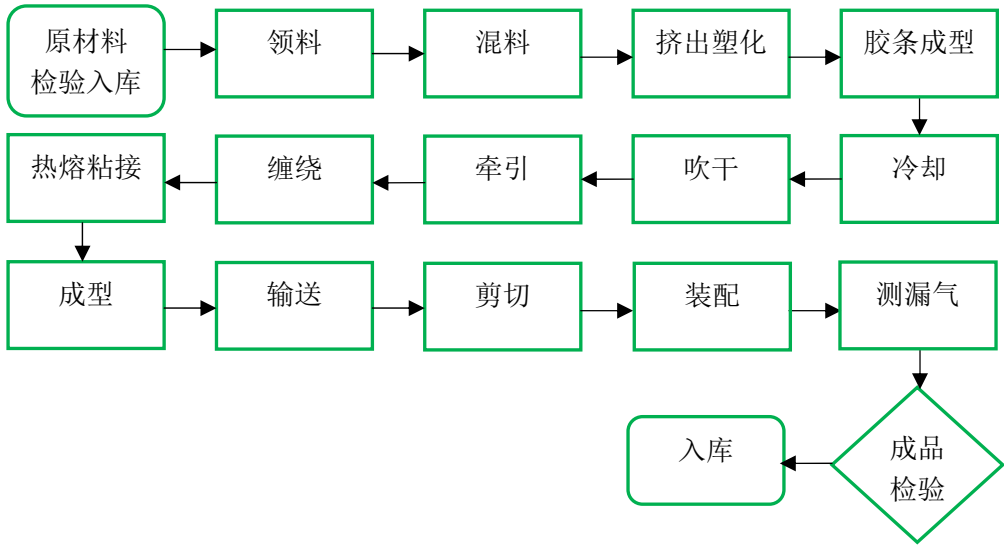 原材料
检验入库
领料
混料
挤出塑化
胶条成型
冷却
吹干
牵引
缠绕
热熔粘接
成型
输送
剪切
装配
测漏气
成品
检验
入库